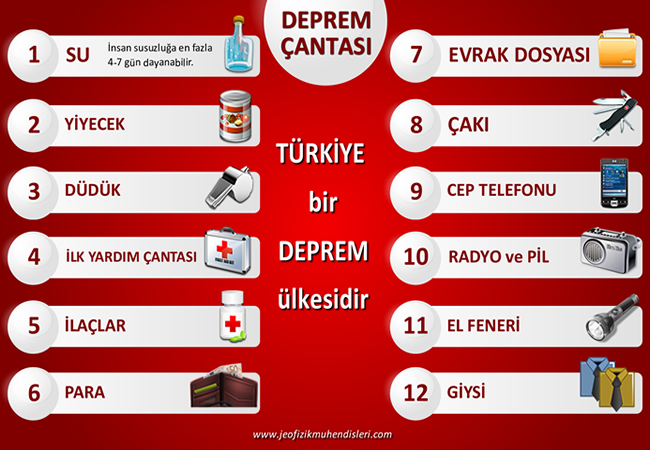 DEPREM
ÇANTASI
1 SU İnsan susuzluğa en fazla
4-7 gün dayanabilir.
2 YİYECEK
3 DÜDÜK
4 İLK YARDIM ÇANTASI
5 İLAÇLAR
6 PARA
TÜRKİYE
bir
DEPREM
ülkesidir
7 EVRAK DOSYASI
8 ÇAKI
9 CEP TELEFONU
10 RADYO ve PİL
11 EL FENERİ
12 GİYSİ
www.jeofizikmuhendisleri.com